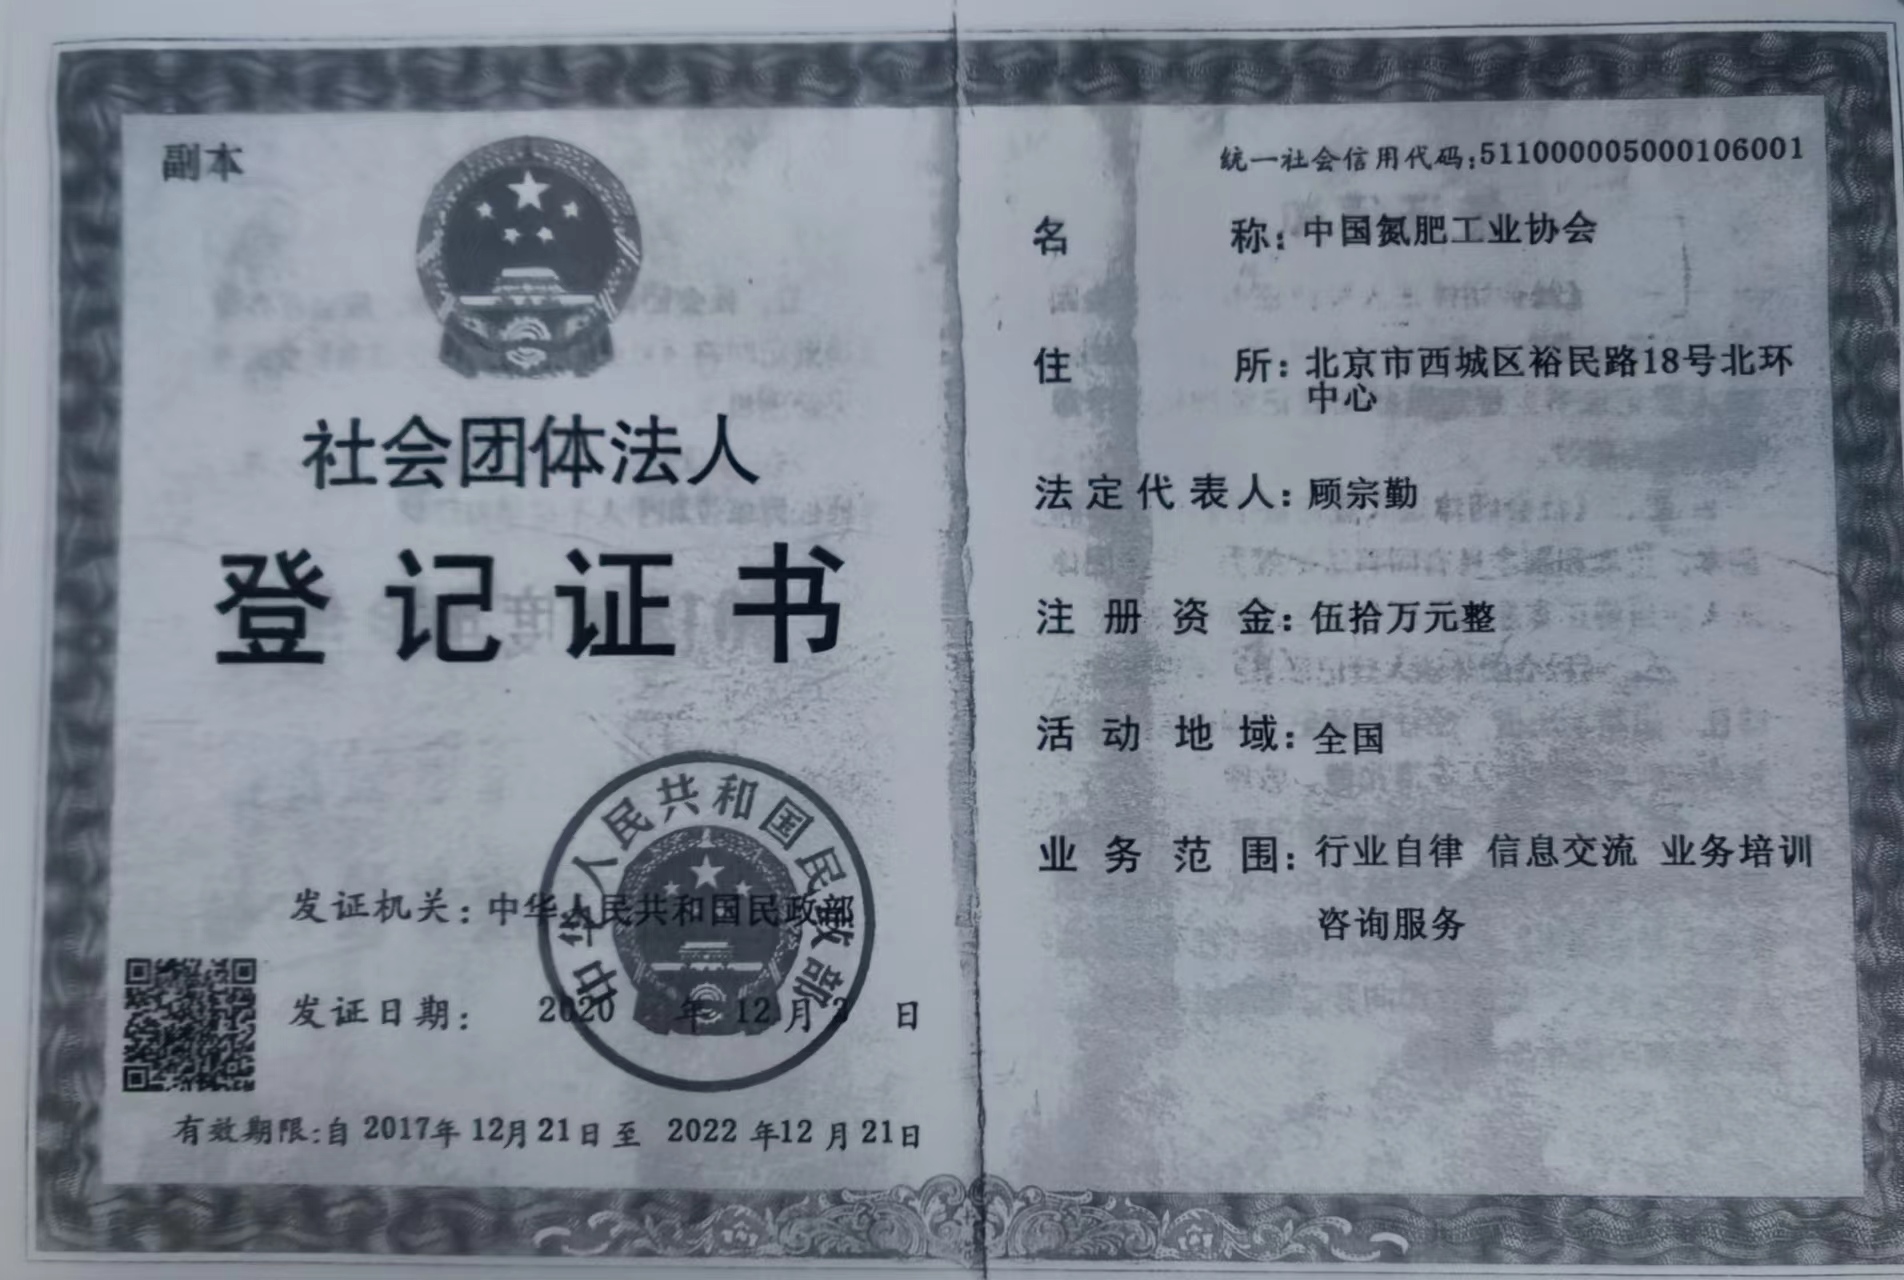 副本
社会团体法人
登记证书
中华人民共和国民政部
发证机关：中华人民共和国民政部
发证日期： 2020 年 12 月 3 日
有效期限:自 2017年 12月 21日 至 2022 年12 月 21日
统一社会信用代码:511000005000106001
名 称：中国氮肥工业协会
住 所：北京市西城区裕民路18号北环
中心
法定代表人：顾宗勤
注册资金：伍拾万元整
活动地域：全国
业务范围：行业自律 信息交流 业务培训
咨询服务